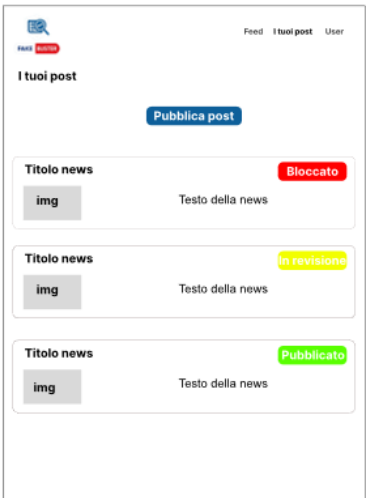 Feed I tuoi post User
FAKE BUSTER
I tuoi post
Pubblica post
Titolo news Bloccato
img Testo della news
Titolo news In revisione
img Testo della news
Titolo news Pubblicato
img Testo della news